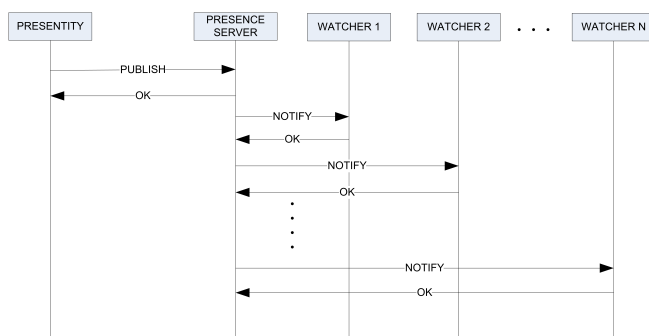 PRESENTITY
PRESENCE
SERVER
WATCHER 1
WATCHER 2
WATCHER N
PUBLISH
OK
NOTIFY
OK
NOTIFY
OK
NOTIFY
OK